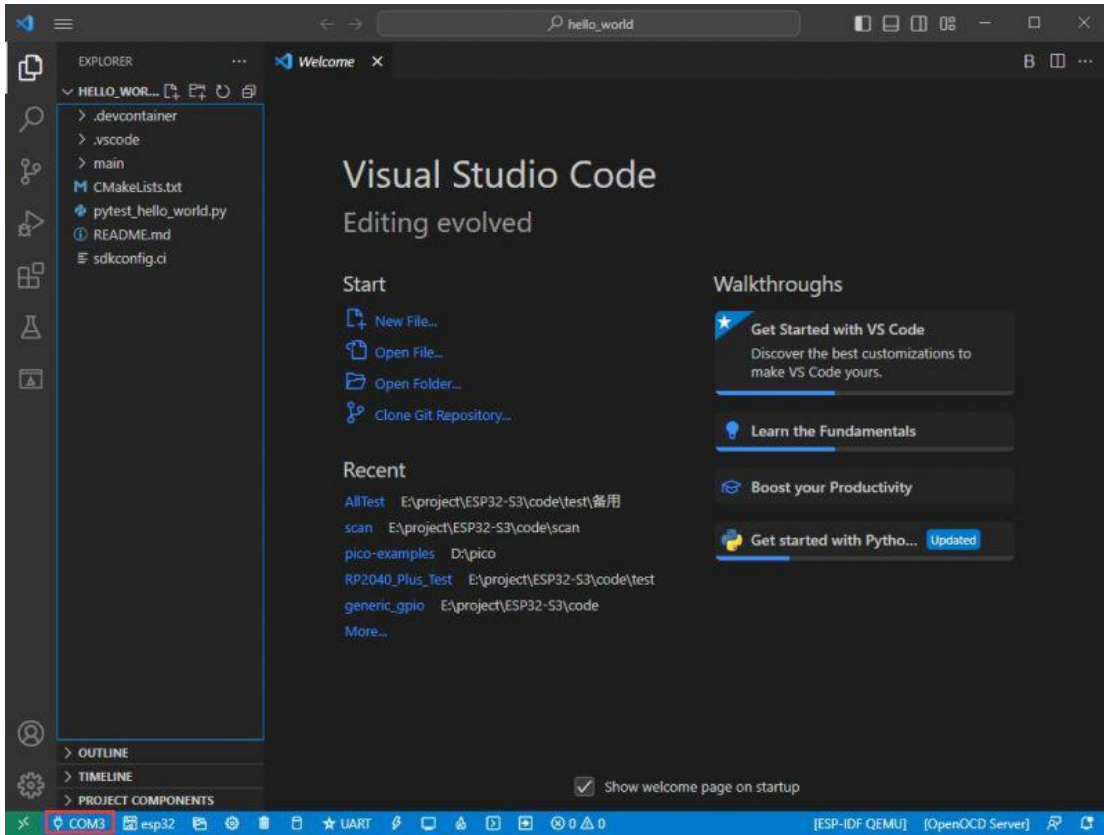 hello_world
EXPLORER
Welcome
HELLO_WOR...
.devcontainer
.vscode
main
CMakeLists.txt
pytest_hello_world.py
README.md
sdkconfig.ci
Visual Studio Code
Editing evolved
Start
New File...
Open File...
Open Folder...
Clone Git Repository...
Recent
AllTest E:\project\ESP32-S3\code\test\备用
scan E:\project\ESP32-S3\code\scan
pico-examples D:\pico
RP2040_Plus_Test E:\project\ESP32-S3\code\test
generic_gpio E:\project\ESP32-S3\code
More...
Walkthroughs
Get Started with VS Code
Discover the best customizations to
make VS Code yours.
Learn the Fundamentals
Boost your Productivity
Get started with Pytho... Updated
OUTLINE
TIMELINE
PROJECT COMPONENTS
Show welcome page on startup
COM3 esp32 UART 0 0 [ESP-IDF QEMU] [OpenOCD Server]